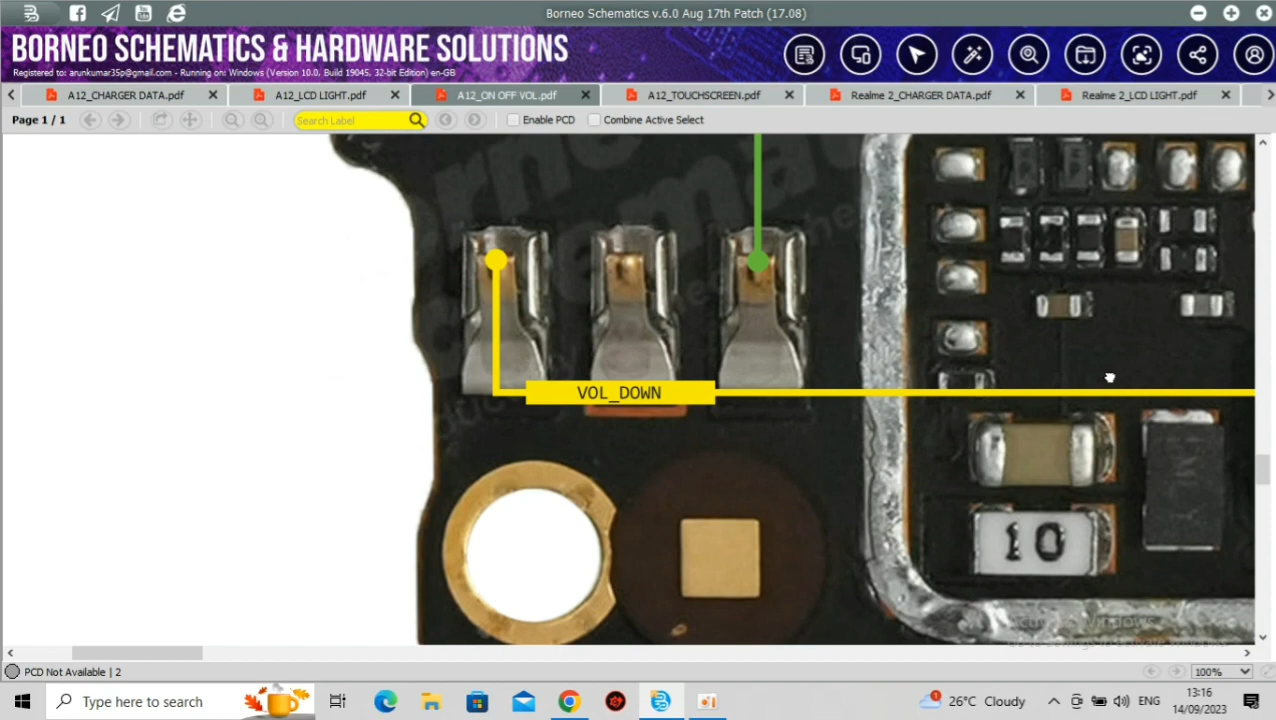 Borneo Schematics v.6.0 Aug 17th Patch (17.08)
BORNEO SCHEMATICS & HARDWARE SOLUTIONS
Registered to: arunkumar35p@gmail.com - Running on: Windows (Version 10.0, Build 19045, 32-bit Edition) en-GB
A12_CHARGER DATA.pdf A12_LCD LIGHT.pdf A12_ON OFF VOL.pdf A12_TOUCHSCREEN.pdf Realme 2_CHARGER DATA.pdf Realme 2_LCD LIGHT.pdf
Page 1 / 1 Search Label Enable PCD Combine Active Select
VOL_DOWN
10
PCD Not Available | 2
100%
Type here to search
1
26°C Cloudy
ENG
13:16
14/09/2023